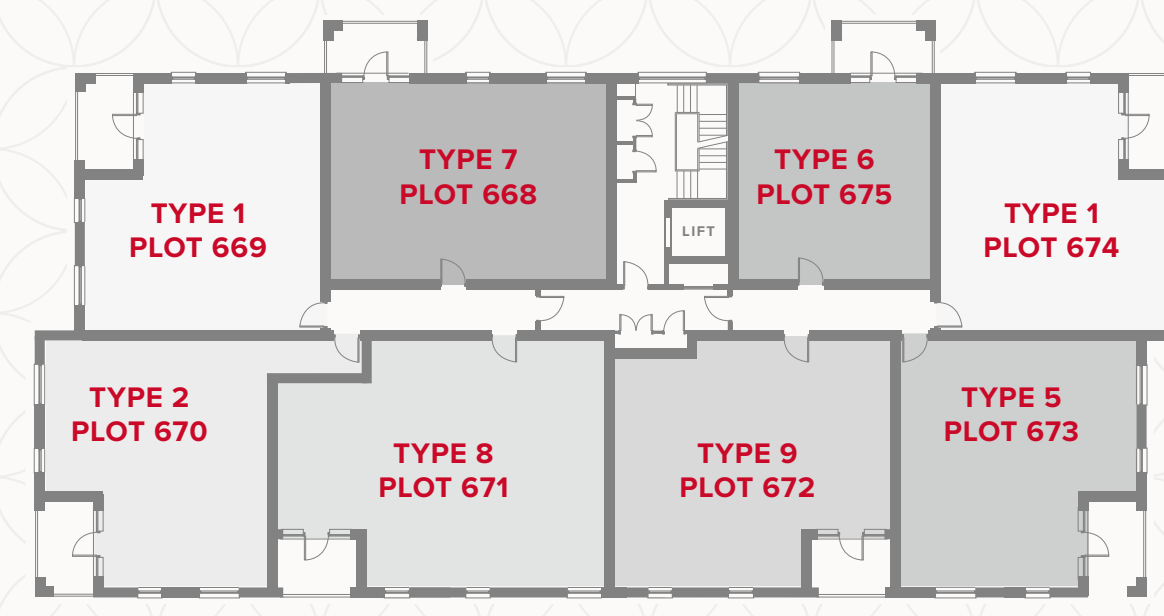 TYPE 7
PLOT 668
TYPE 6
PLOT 675
TYPE 1
PLOT 669
LIFT
TYPE 1
PLOT 674
TYPE 2
PLOT 670
TYPE 5
PLOT 673
TYPE 8
PLOT 671
TYPE 9
PLOT 672